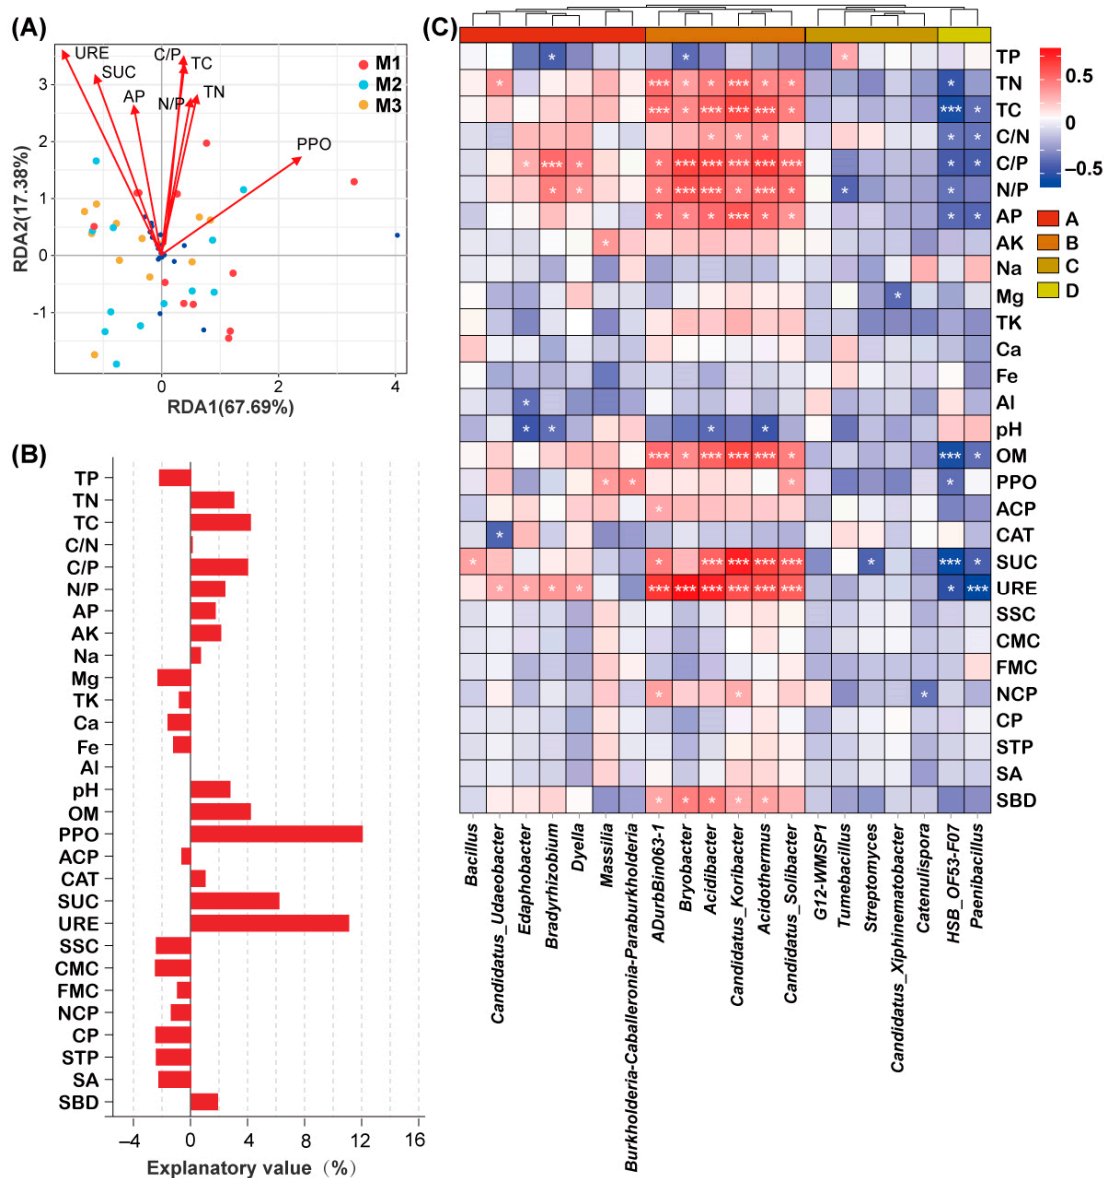 (A)
URE
SUC
AP
C/P
TC
N/P
TN
PPO
M1
M2
M3
3
2
1
0
-1
RDA2(17.38%)
0
2
4
RDA1(67.69%)
(B)
TP
TN
TC
C/N
C/P
N/P
AP
AK
Na
Mg
TK
Ca
Fe
Al
pH
OM
PPO
ACP
CAT
SUC
URE
SSC
CMC
FMC
NCP
CP
STP
SA
SBD
−4 0 4 8 12 16
Explanatory value (%)
(C)
TP * * *
TN * *** * * *** * * *
TC *** * *** *** *** * *** *
C/N * * * * *
C/P * *** * * *** *** *** *** *** * *
N/P * * * *** *** * *** * * *
AP * * * *** * * * *
AK *
Na
Mg *
TK
Ca
Fe
Al *
pH * * * *
OM *** * *** *** *** * *** *
PPO * * * *
ACP *
CAT *
SUC * * *** *** *** *** * *** *
URE * * * * *** *** *** *** *** *** * ***
SSC
CMC
FMC
NCP * * *
CP
STP
SA
SBD * * * * *
Bacillus
Candidatus_Udaeobacter
Edaphobacter
Bradyrhizobium
Dyella
Massilia
Burkholderia-Caballeronia-Paraburkholderia
ADurbBin063-1
Bryobacter
Acidibacter
Candidatus_Koribacter
Acidothermus
Candidatus_Solibacter
G12-WMSP1
Tumebacillus
Streptomyces
Candidatus_Xiphinematobacter
Catenulispora
HSB_OF53-F07
Paenibacillus
0.5
0
−0.5
A
B
C
D